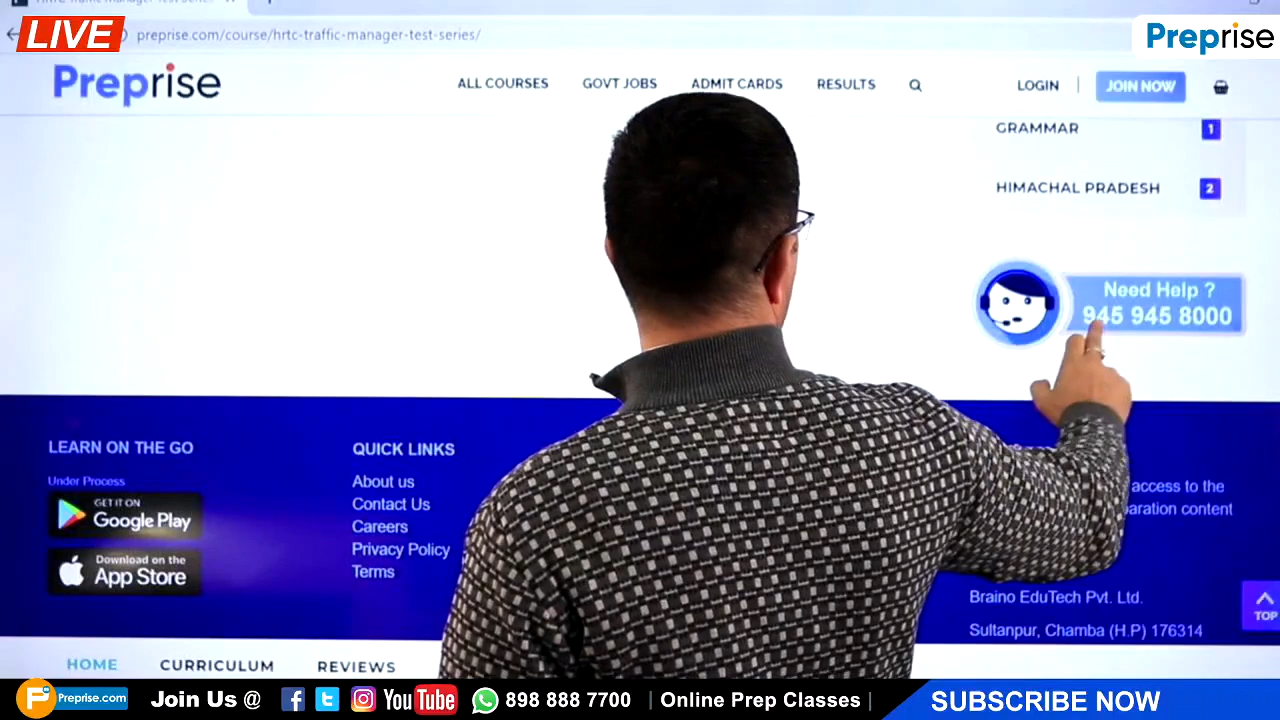 LIVE
preprise.com/course/hrtc-traffic-manager-test-series/
Preprise
Preprise
ALL COURSES
GOVT JOBS
ADMIT CARDS
RESULTS
LOGIN
JOIN NOW
GRAMMAR 1
HIMACHAL PRADESH 2
Need Help ?
945 945 8000
LEARN ON THE GO
Under Process
GET IT ON
Google Play
Download on the
App Store
QUICK LINKS
About us
Contact Us
Careers
Privacy Policy
Terms
access to the
content
Braino EduTech Pvt. Ltd.
Sultanpur, Chamba (H.P) 176314
TOP
HOME
CURRICULUM
REVIEWS
Preprise.com
Join Us @
YouTube
898 888 7700
| Online Prep Classes |
SUBSCRIBE NOW